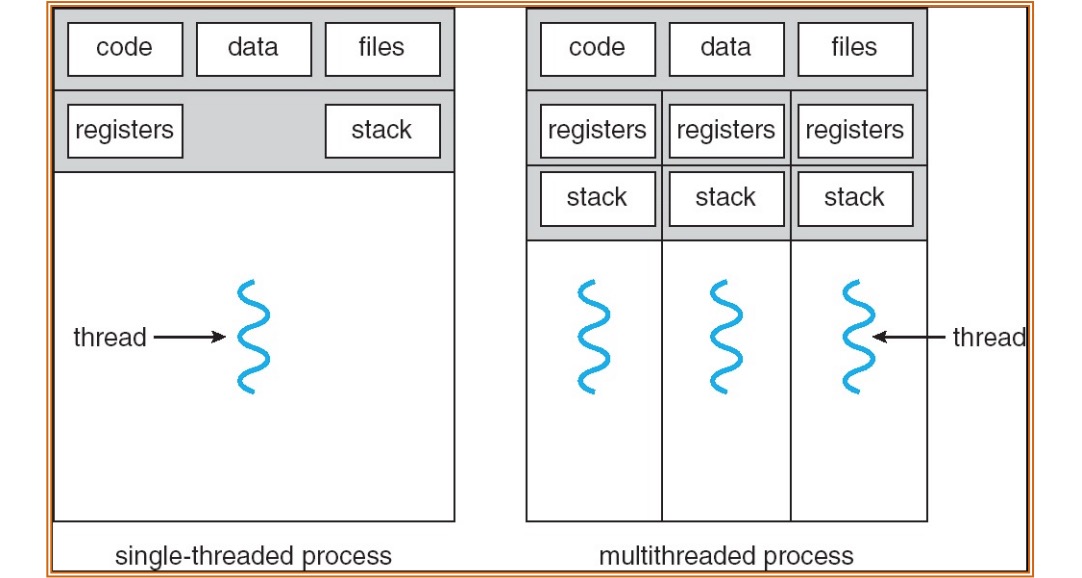 code data files
registers stack
thread
single-threaded process
code data files
registers registers registers
stack stack stack
thread
multithreaded process